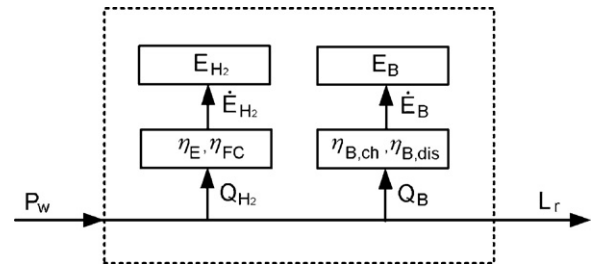 E_H₂ E_B
Ė_H₂ Ė_B
η_E, η_FC η_B,ch, η_B,dis
Q_H₂ Q_B
P_w L_r